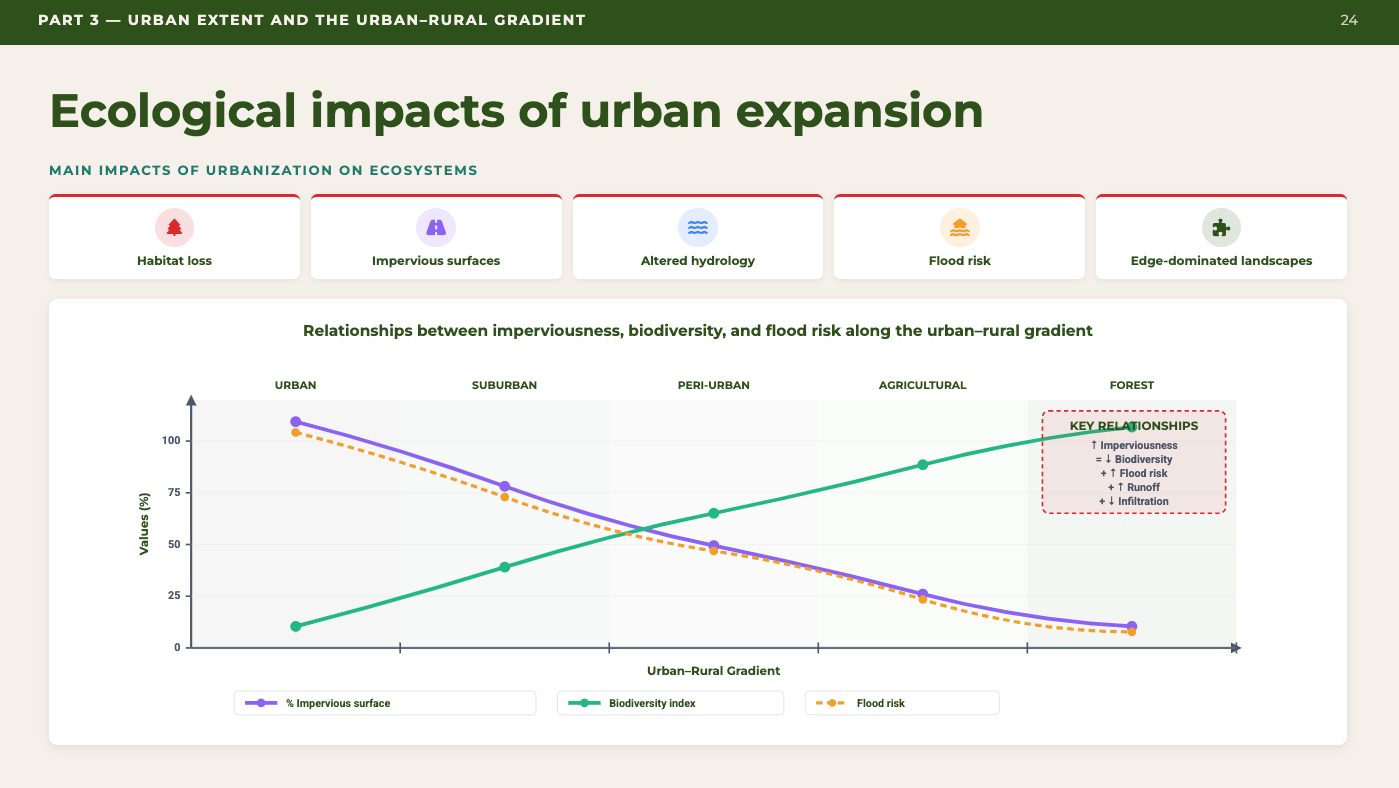 PART 3 — URBAN EXTENT AND THE URBAN–RURAL GRADIENT
24
Ecological impacts of urban expansion
MAIN IMPACTS OF URBANIZATION ON ECOSYSTEMS
Habitat loss
Impervious surfaces
Altered hydrology
Flood risk
Edge-dominated landscapes
Relationships between imperviousness, biodiversity, and flood risk along the urban–rural gradient
URBAN
SUBURBAN
PERI-URBAN
AGRICULTURAL
FOREST
KEY RELATIONSHIPS
↑ Imperviousness
= ↓ Biodiversity
+ ↑ Flood risk
+ ↑ Runoff
+ ↓ Infiltration
Values (%)
100
75
50
25
0
Urban–Rural Gradient
% Impervious surface
Biodiversity index
Flood risk